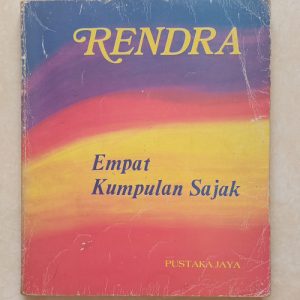 RENDRA
Empat
Kumpulan Sajak
PUSTAKA JAYA